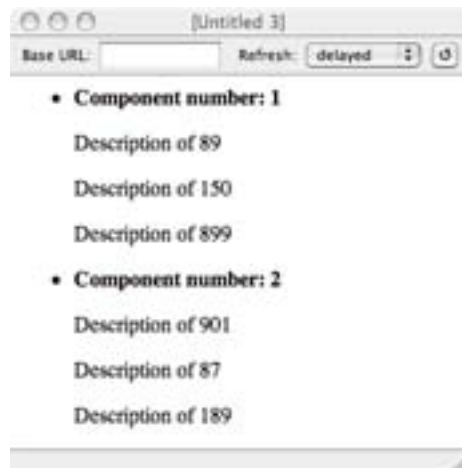 [Untitled 3]
Base URL: Refresh: delayed
• Component number: 1
Description of 89
Description of 150
Description of 899
• Component number: 2
Description of 901
Description of 87
Description of 189